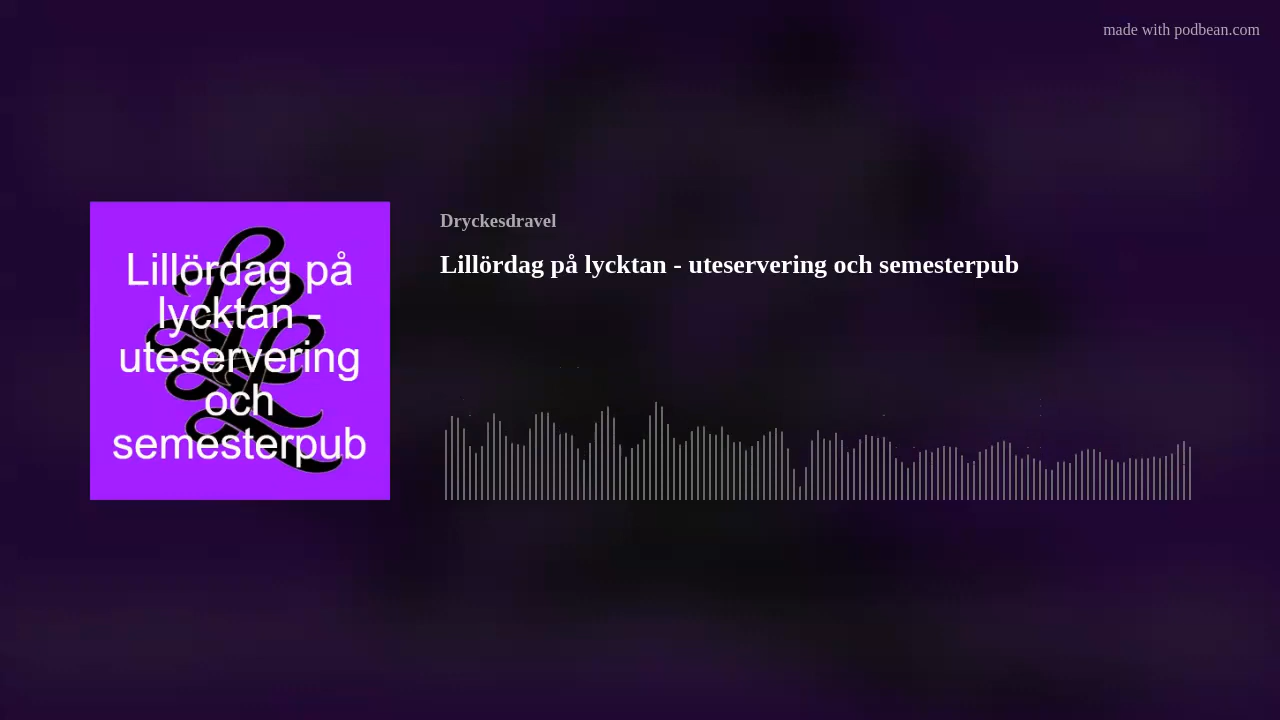 made with podbean.com
Lillördag på
lycktan -
uteservering
och
semesterpub
Dryckesdravel
Lillördag på lycktan - uteservering och semesterpub